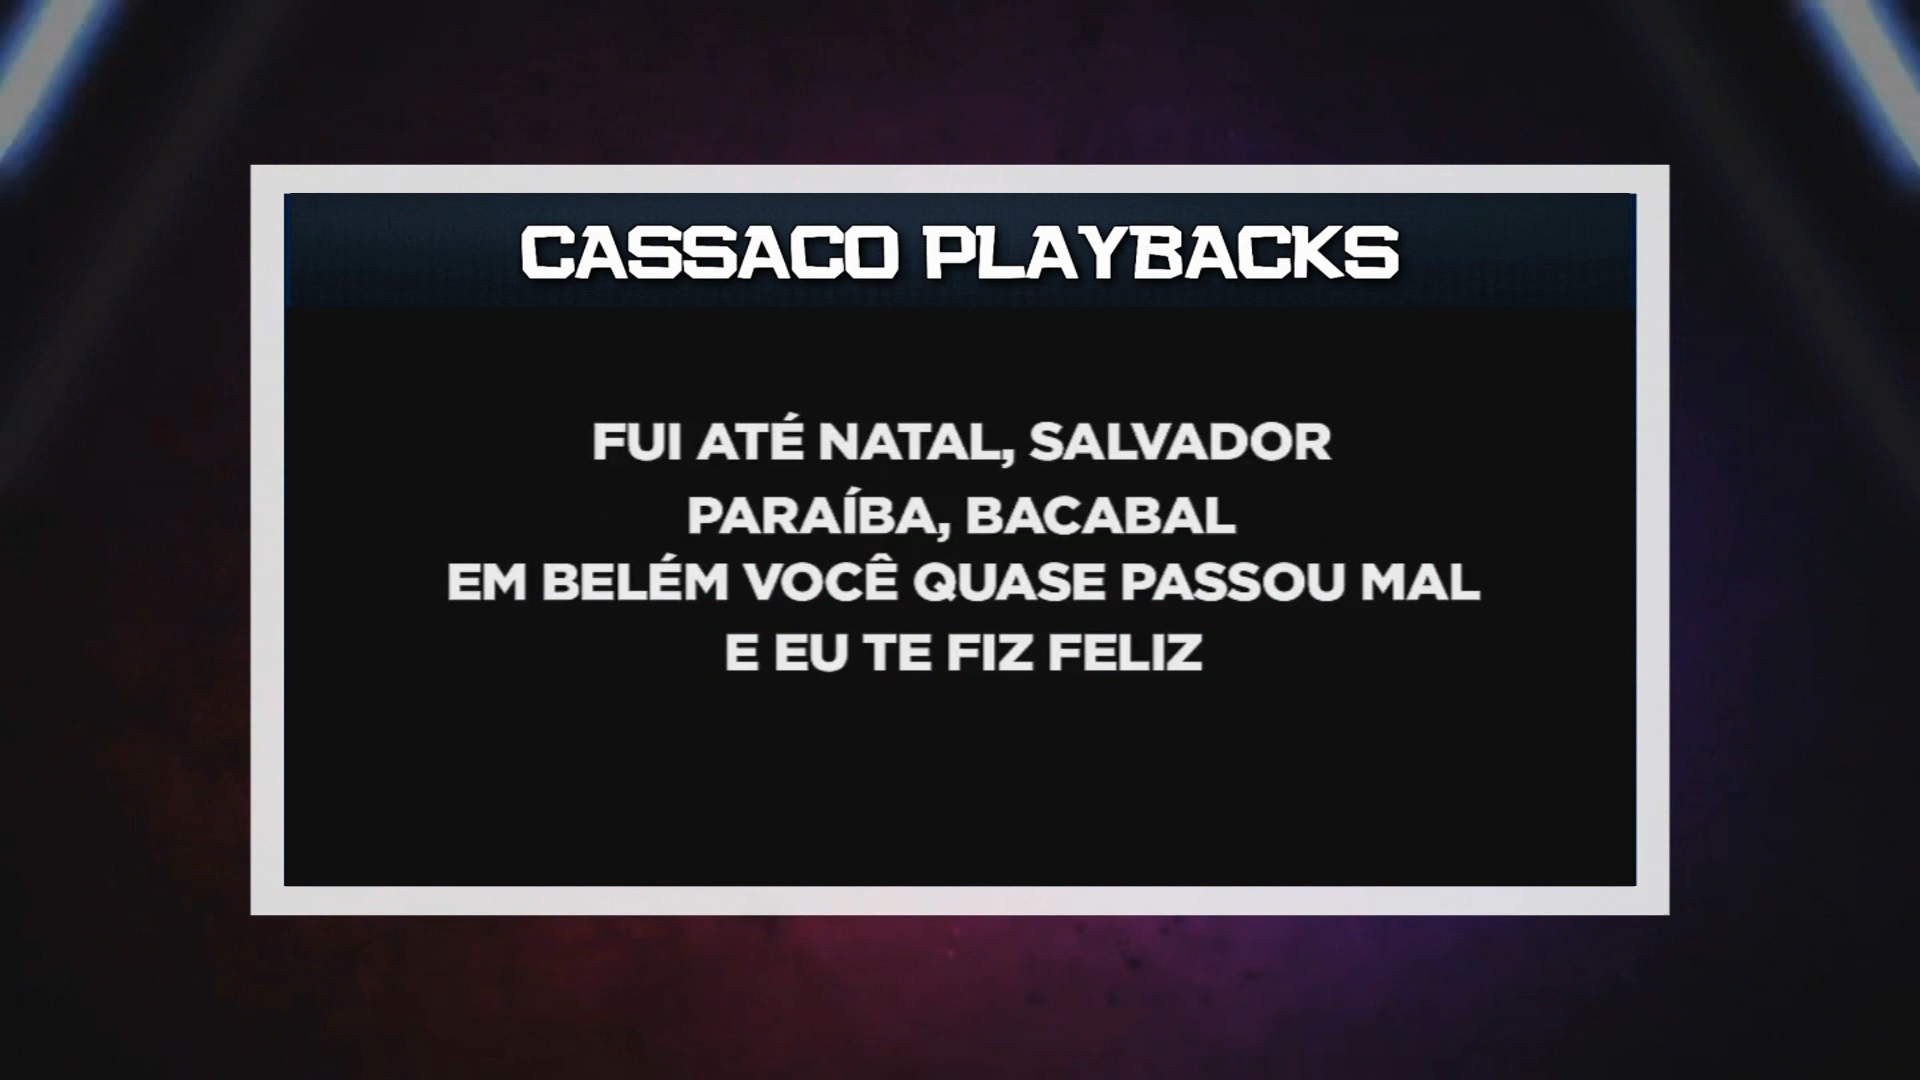 CASSACO PLAYBACKS
FUI ATÉ NATAL, SALVADOR
PARAÍBA, BACABAL
EM BELÉM VOCÊ QUASE PASSOU MAL
E EU TE FIZ FELIZ